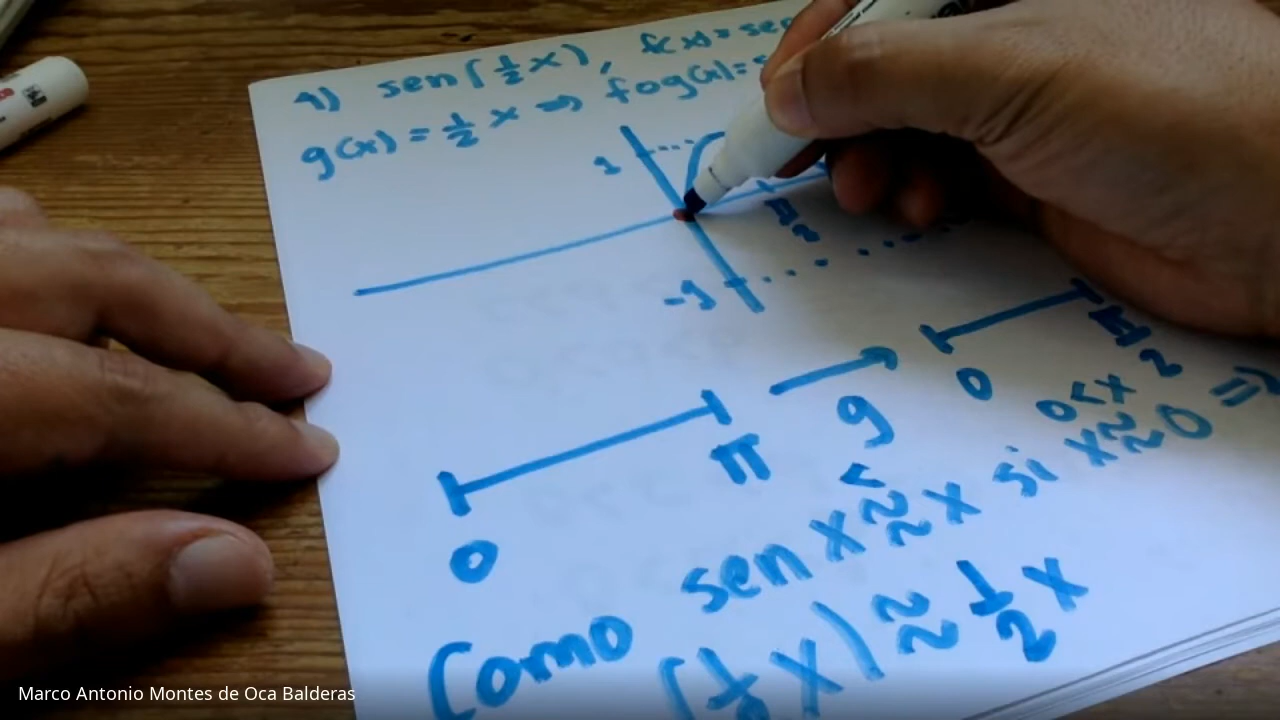 1) sen(½x), f(x)=sen
g(x)=½x ⇒ fog(x)=s
1
π
2
-1
0 π
g
0 π
2
Como sen x ≈ x si x ≈ 0
(½x) ≈ ½x
Marco Antonio Montes de Oca Balderas